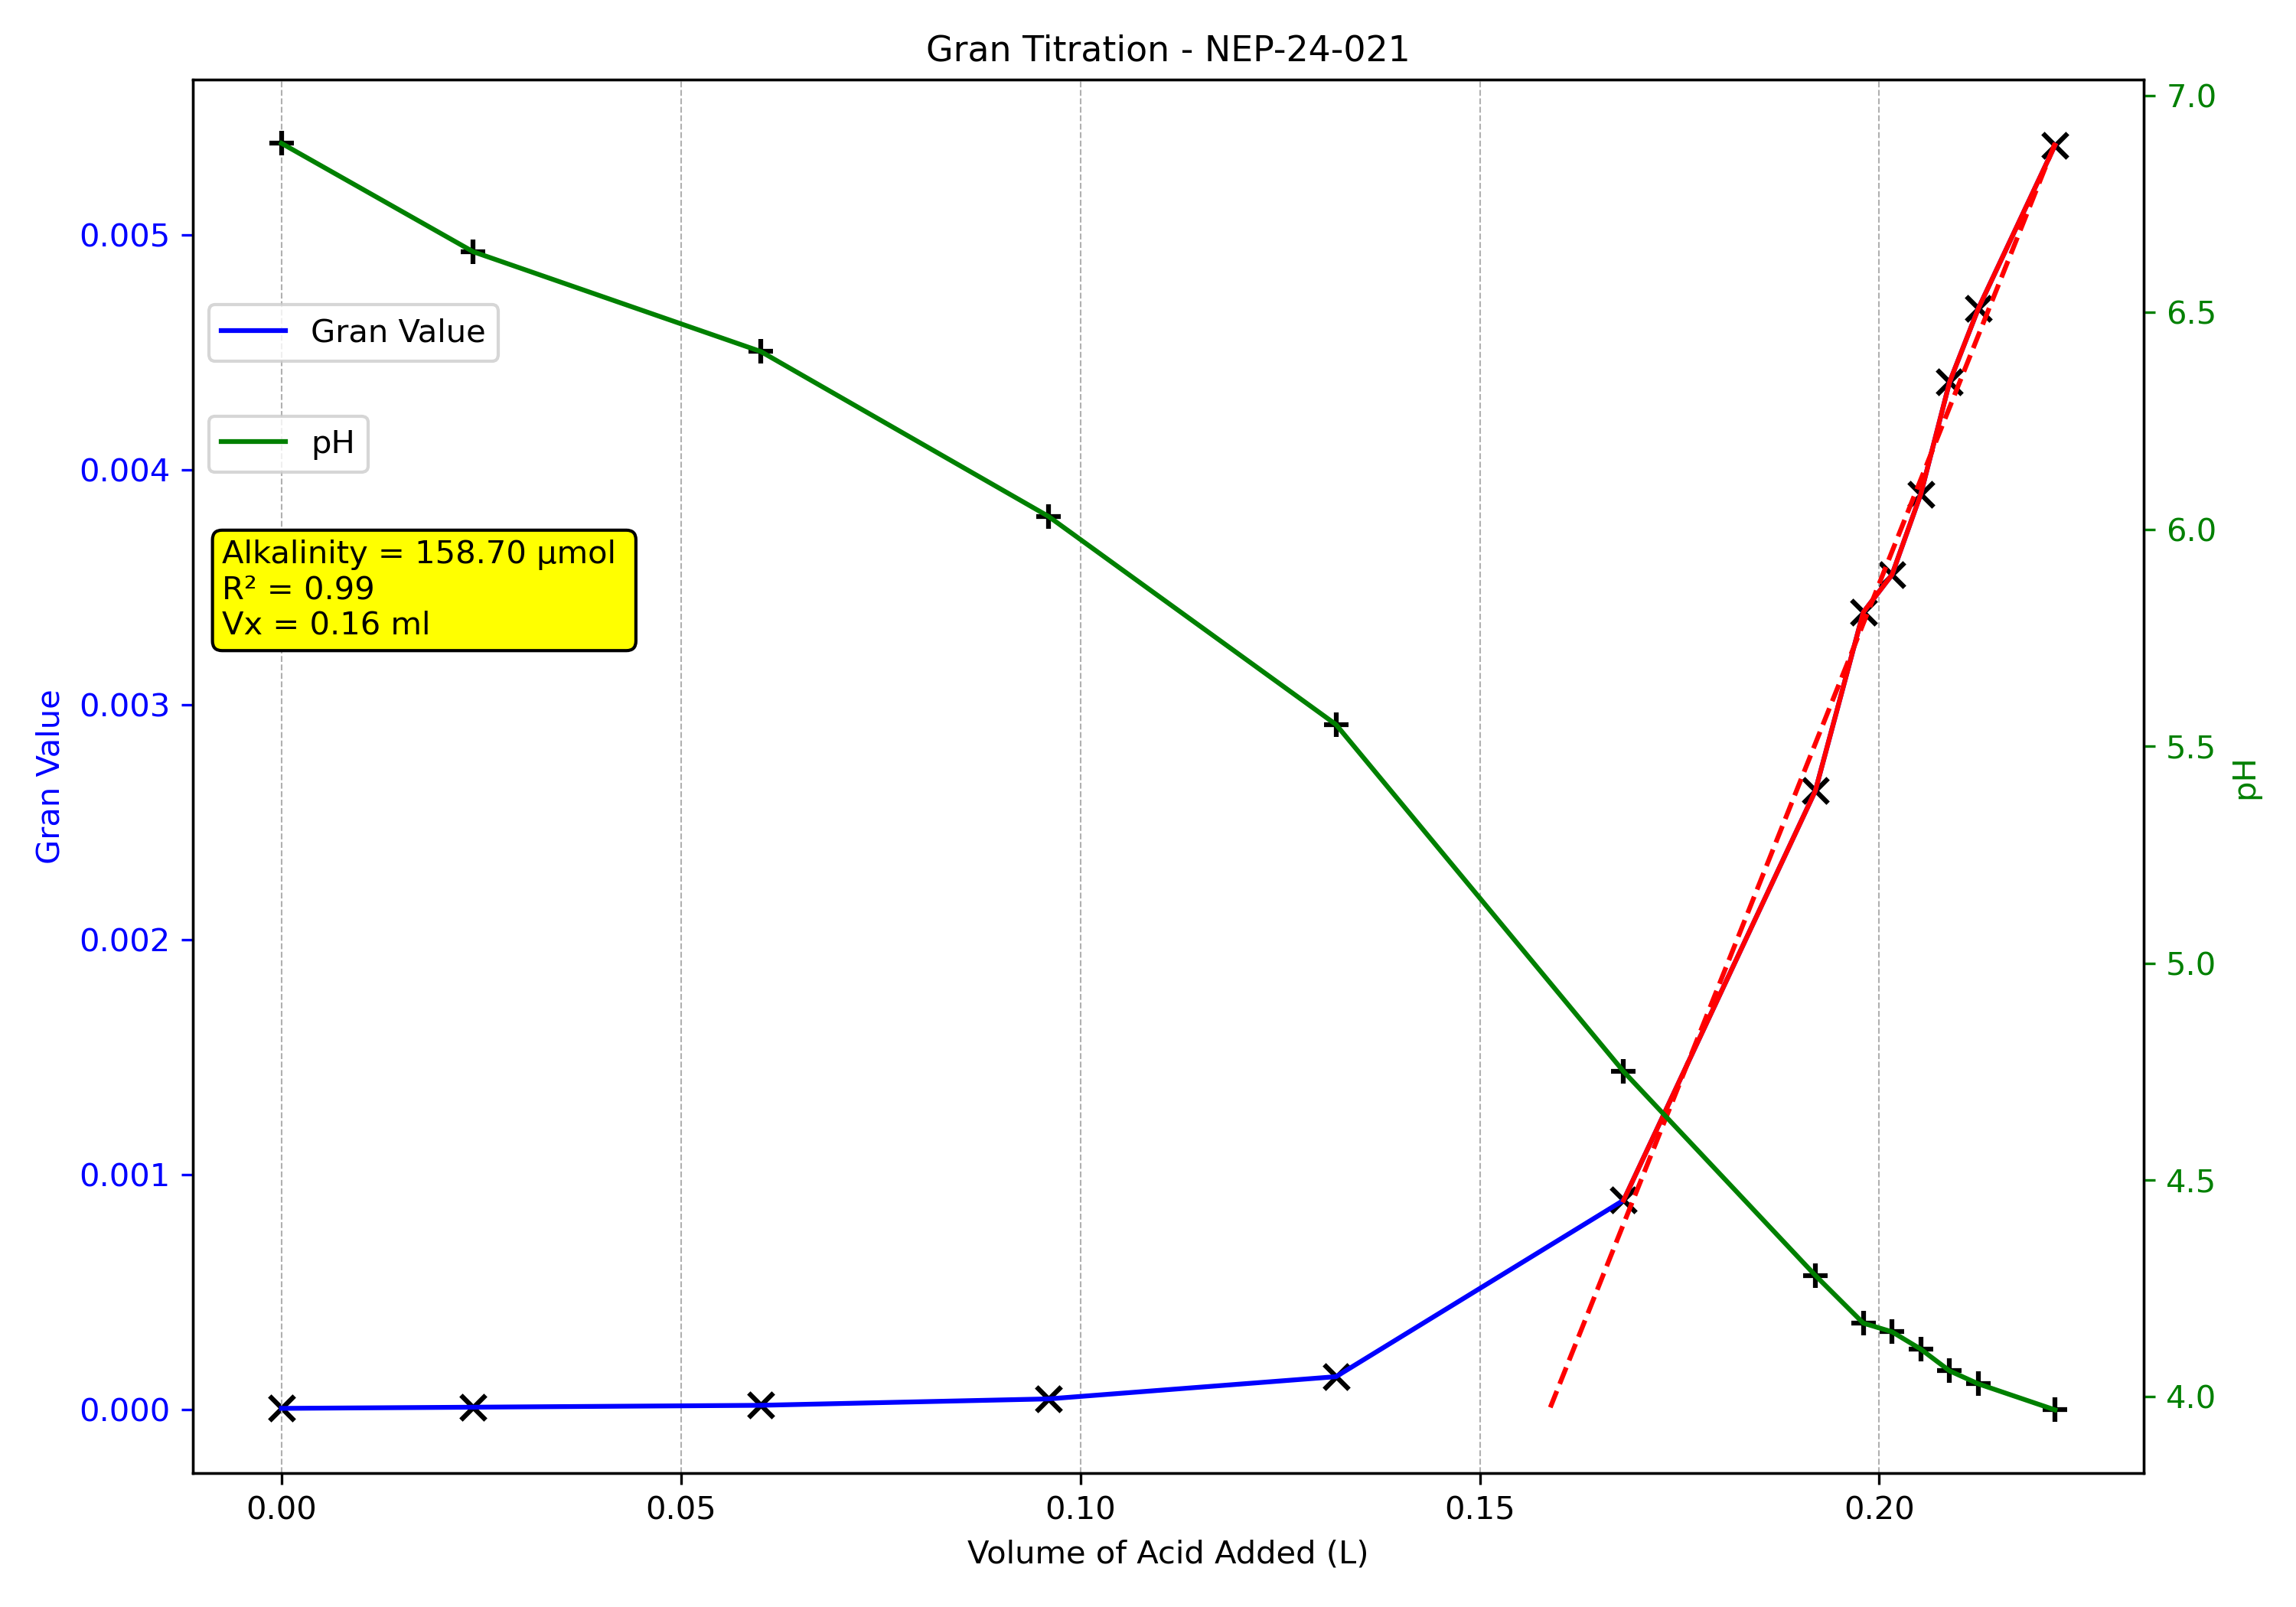 Gran Titration - NEP-24-021
Gran Value
pH
Alkalinity = 158.70 µmol
R² = 0.99
Vx = 0.16 ml
0.005
0.004
0.003
0.002
0.001
0.000
Gran Value
7.0
6.5
6.0
5.5
5.0
4.5
4.0
pH
0.00 0.05 0.10 0.15 0.20
Volume of Acid Added (L)